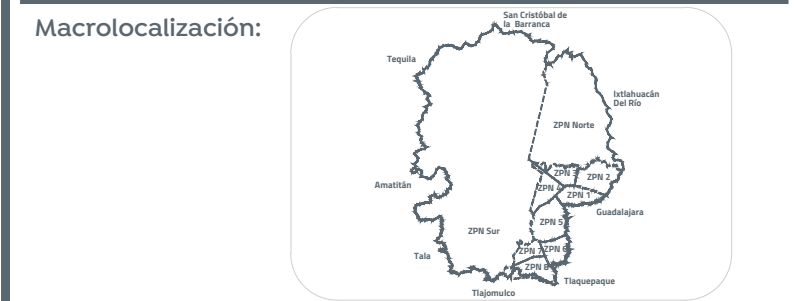 Macrolocalización:
San Cristóbal de
la Barranca
Tequila
Ixtlahuacán
Del Río
ZPN Norte
ZPN 3
ZPN 2
Amatitán
ZPN 4
ZPN 1
Guadalajara
ZPN 5
ZPN Sur
ZPN 7
ZPN 6
Tala
ZPN 8
Tlaquepaque
Tlajomulco